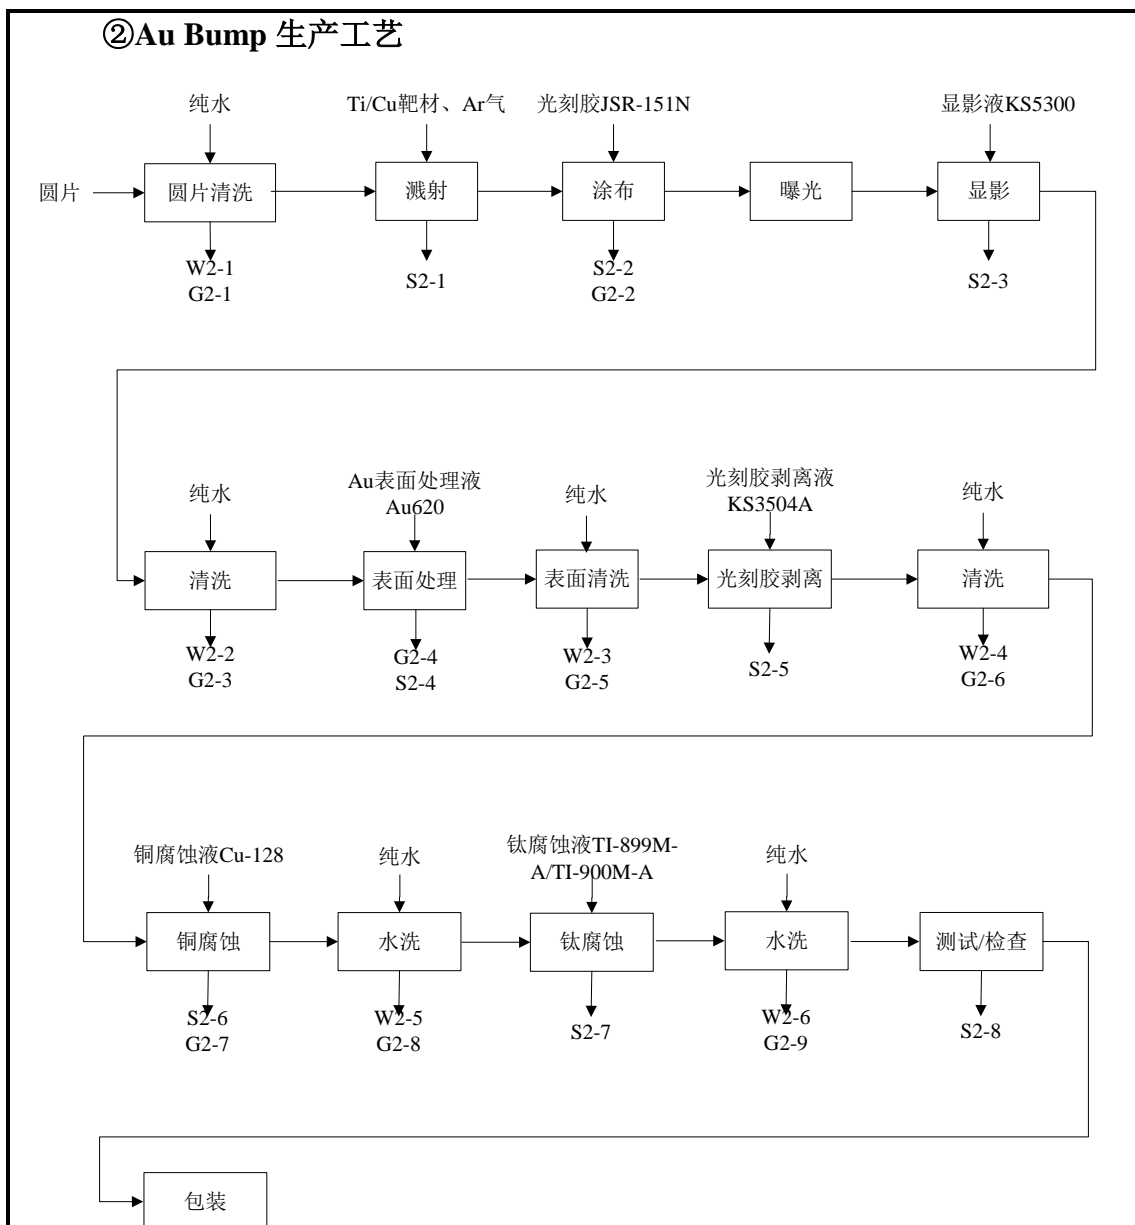 ②Au Bump 生产工艺
纯水
Ti/Cu靶材、Ar气
光刻胶JSR-151N
显影液KS5300
圆片
圆片清洗
溅射
涂布
曝光
显影
W2-1
G2-1
S2-1
S2-2
G2-2
S2-3
纯水
Au表面处理液
Au620
纯水
光刻胶剥离液
KS3504A
纯水
清洗
表面处理
表面清洗
光刻胶剥离
清洗
W2-2
G2-3
G2-4
S2-4
W2-3
G2-5
S2-5
W2-4
G2-6
铜腐蚀液Cu-128
纯水
钛腐蚀液TI-899M-
A/TI-900M-A
纯水
铜腐蚀
水洗
钛腐蚀
水洗
测试/检查
S2-6
G2-7
W2-5
G2-8
S2-7
W2-6
G2-9
S2-8
包装